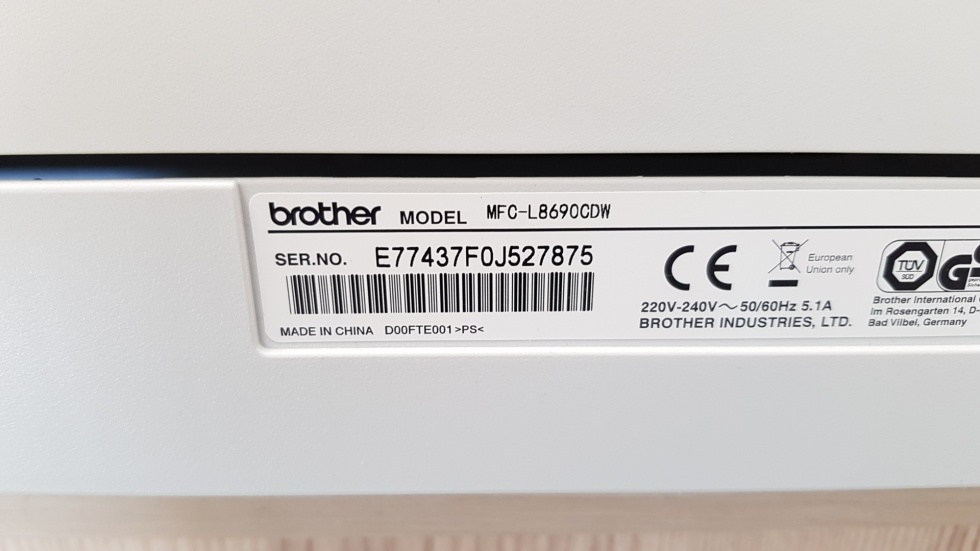 brother MODEL MFC-L8690CDW
SER.NO. E77437F0J527875
MADE IN CHINA D00FTE001 >PS<
CE
European
Union only
220V-240V～50/60Hz 5.1A
BROTHER INDUSTRIES, LTD.
TÜV
SÜD
GS
Brother International
Im Rosengarten 14, D-
Bad Vilbel, Germany